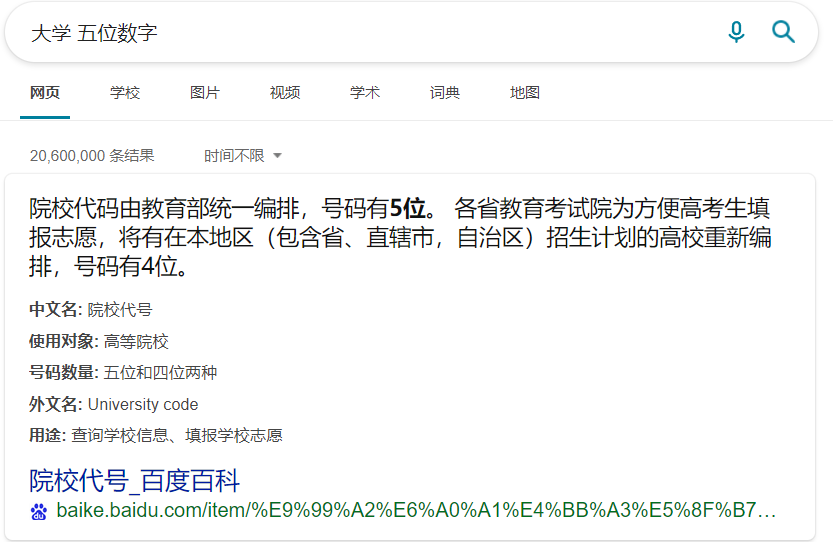 大学 五位数字
网页 学校 图片 视频 学术 词典 地图
20,600,000 条结果 时间不限
院校代码由教育部统一编排，号码有5位。 各省教育考试院为方便高考生填
报志愿，将有在本地区（包含省、直辖市，自治区）招生计划的高校重新编
排，号码有4位。
中文名: 院校代号
使用对象: 高等院校
号码数量: 五位和四位两种
外文名: University code
用途: 查询学校信息、填报学校志愿
院校代号_百度百科
baike.baidu.com/item/%E9%99%A2%E6%A0%A1%E4%BB%A3%E5%8F%B7…